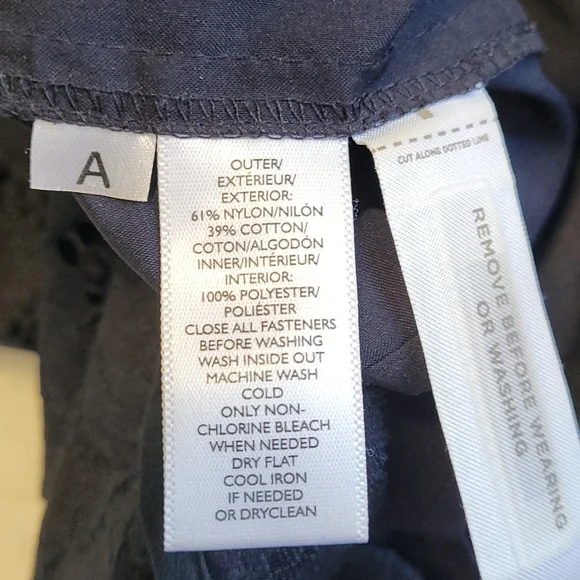 A
OUTER/
EXTÉRIEUR/
EXTERIOR:
61% NYLON/NILÓN
39% COTTON/
COTON/ALGODÓN
INNER/INTÉRIEUR/
INTERIOR:
100% POLYESTER/
POLIÉSTER
CLOSE ALL FASTENERS
BEFORE WASHING
WASH INSIDE OUT
MACHINE WASH
COLD
ONLY NON-
CHLORINE BLEACH
WHEN NEEDED
DRY FLAT
COOL IRON
IF NEEDED
OR DRYCLEAN
CUT ALONG DOTTED LINE
REMOVE BEFORE WEARING
OR WASHING